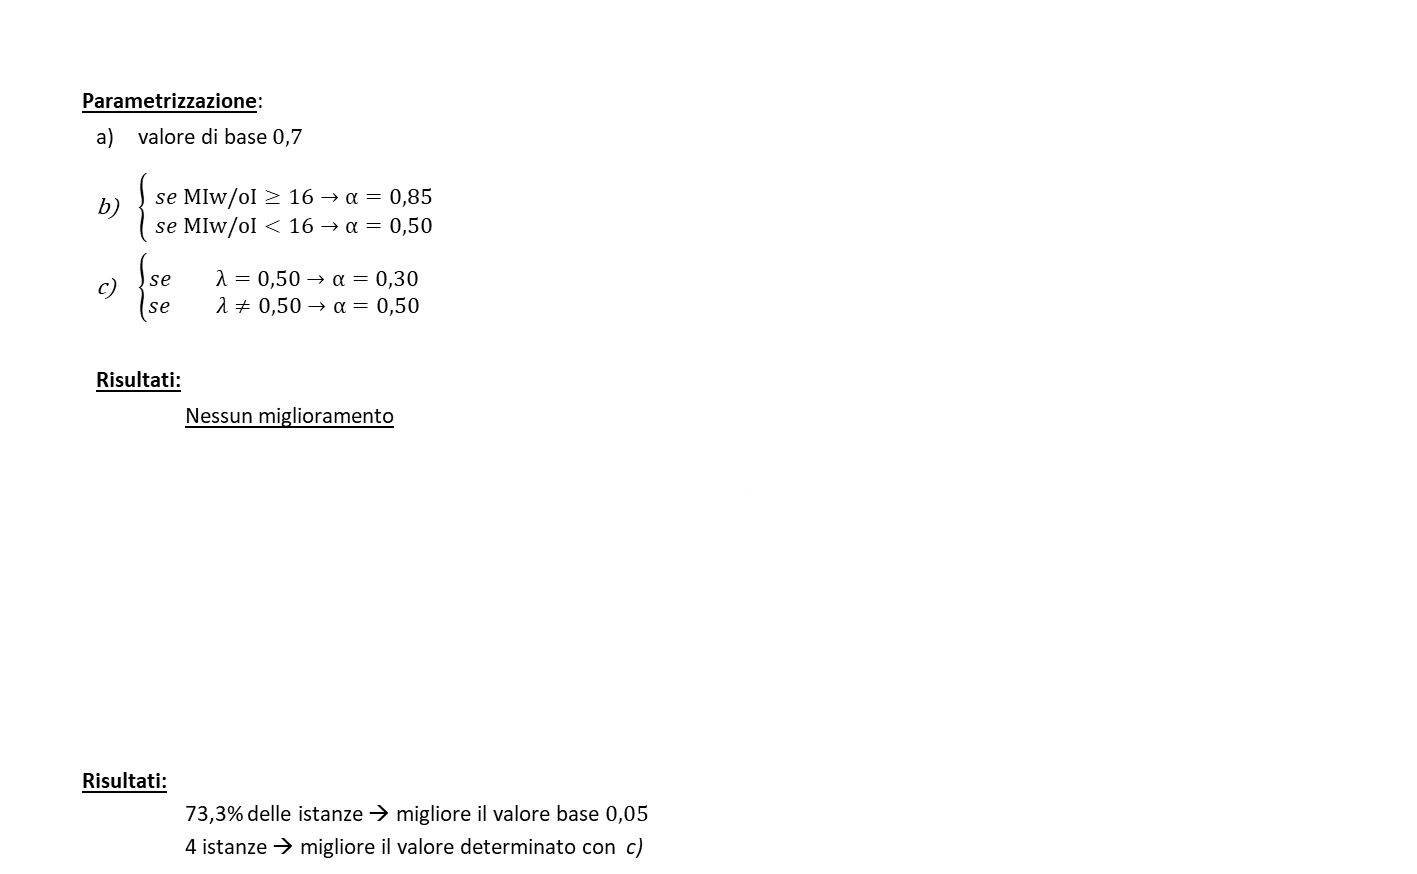 Parametrizzazione:
a) valore di base 0,7
b) { se MIw/oI ≥ 16 → α = 0,85
se MIw/oI < 16 → α = 0,50
c) { se λ = 0,50 → α = 0,30
se λ ≠ 0,50 → α = 0,50
Risultati:
Nessun miglioramento
Risultati:
73,3% delle istanze → migliore il valore base 0,05
4 istanze → migliore il valore determinato con c)